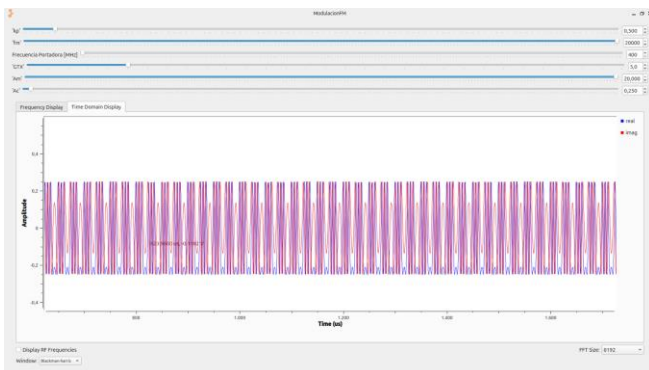 ModulacionFM
'kp' 0,500
'fm' 20000
Frecuencia Portadora [MHz] 400
'GTX' 5,0
'Am' 20,000
'Ac' 0,250
Frequency Display Time Domain Display
real
imag
0,4
0,2
0
-0,2
-0,4
Amplitude
800 1.000 1.200 1.400 1.600
Time (us)
Display RF Frequencies
FFT Size: 8192
Window: Blackman-harris